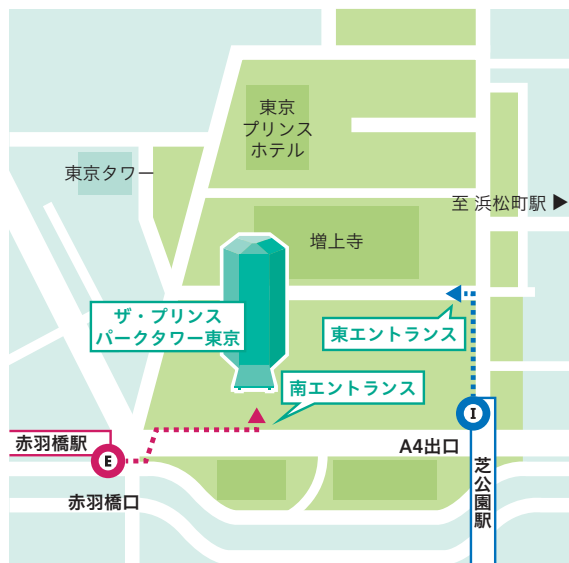 東京
プリンス
ホテル
東京タワー
至 浜松町駅 ▶
増上寺
ザ・プリンス
パークタワー東京
東エントランス
南エントランス
赤羽橋駅
E
赤羽橋口
I
A4出口
芝公園駅